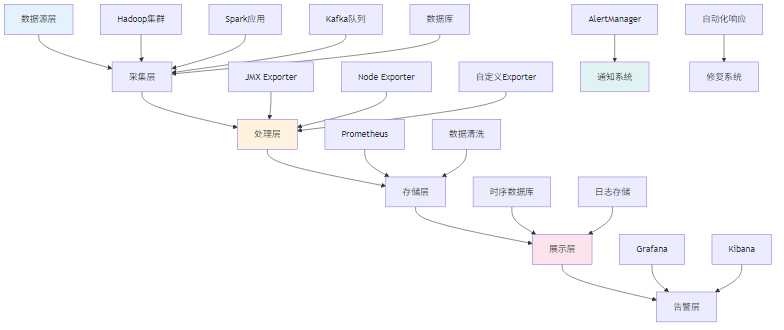 数据源层
Hadoop集群
Spark应用
Kafka队列
数据库
AlertManager
自动化响应
采集层
JMX Exporter
Node Exporter
自定义Exporter
通知系统
修复系统
处理层
Prometheus
数据清洗
存储层
时序数据库
日志存储
展示层
Grafana
Kibana
告警层